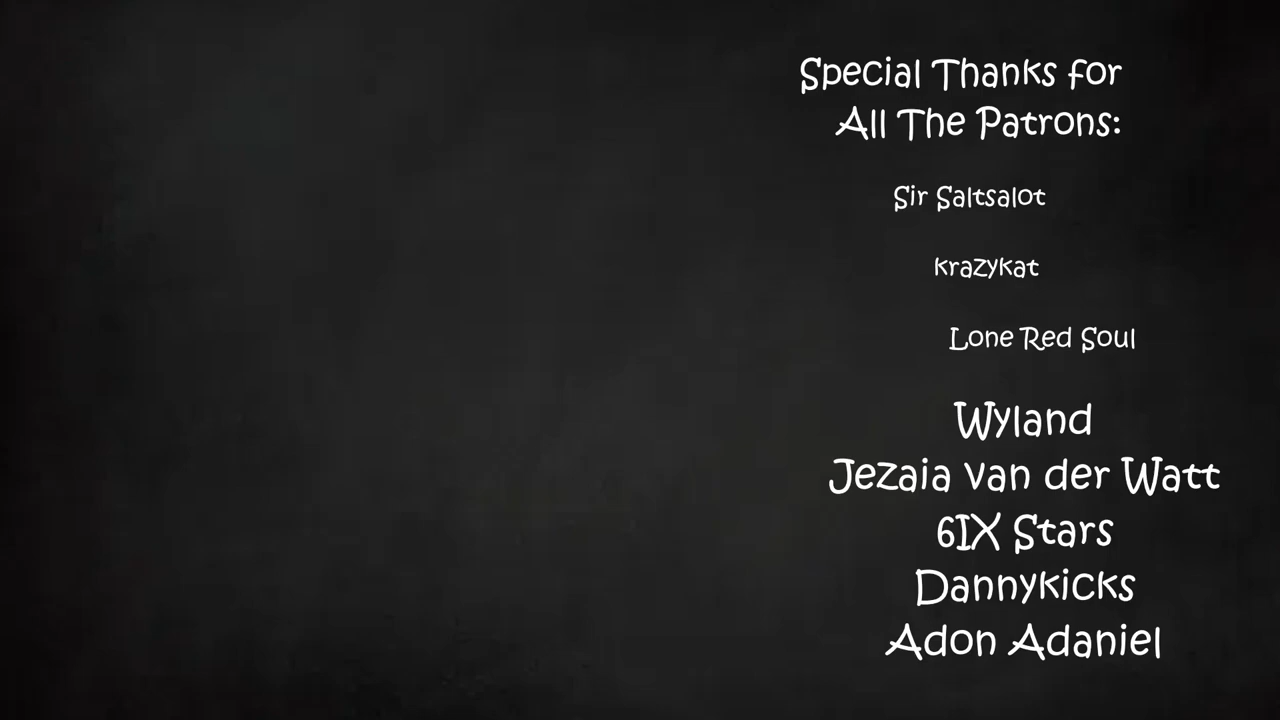 Special Thanks for
All The Patrons:
Sir Saltsalot
krazykat
Lone Red Soul
Wyland
Jezaia van der Watt
6IX Stars
Dannykicks
Adon Adaniel